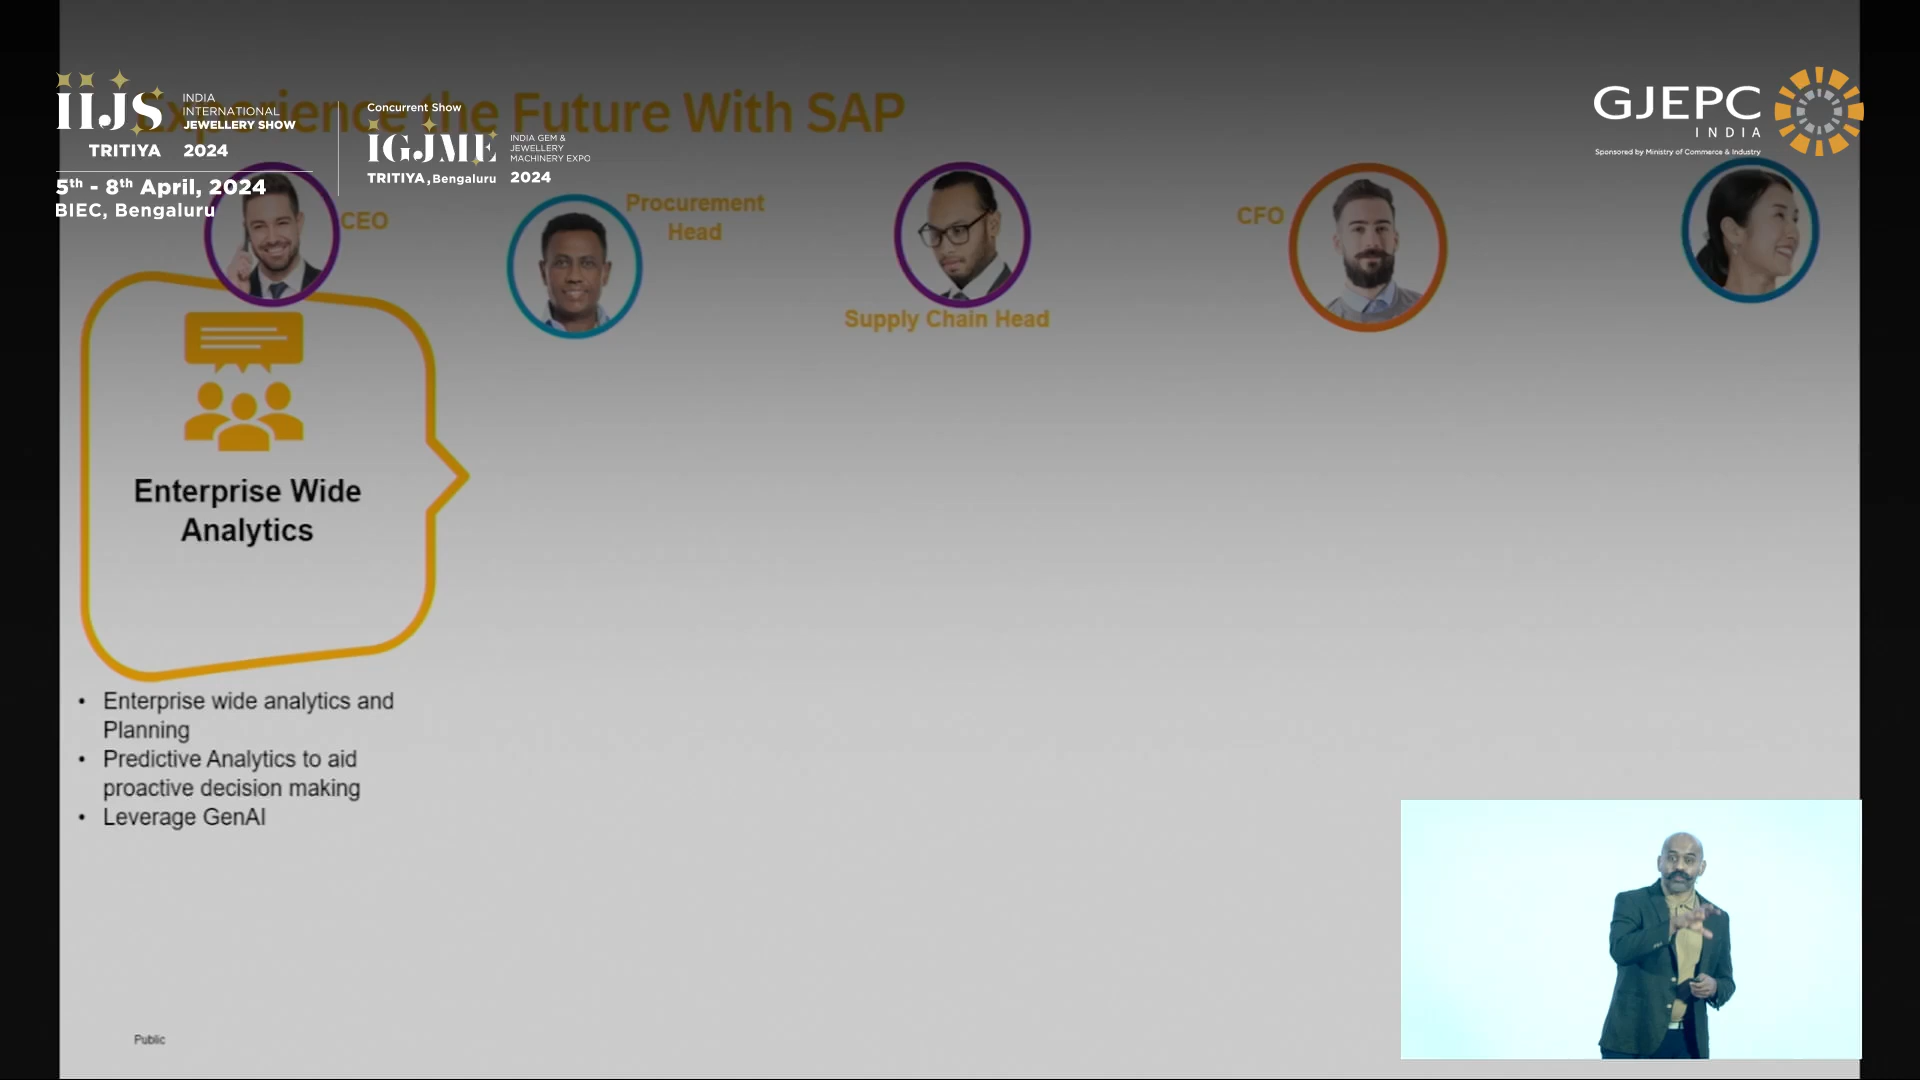 Experience the Future With SAP
IIJS
INDIA
INTERNATIONAL
JEWELLERY SHOW
TRITIYA 2024
5th - 8th April, 2024
BIEC, Bengaluru
Concurrent Show
IGJME
INDIA GEM &
JEWELLERY
MACHINERY EXPO
TRITIYA, Bengaluru 2024
GJEPC
INDIA
Sponsored by Ministry of Commerce & Industry
CEO
Procurement
Head
Supply Chain Head
CFO
Enterprise Wide
Analytics
• Enterprise wide analytics and
Planning
• Predictive Analytics to aid
proactive decision making
• Leverage GenAI
Public